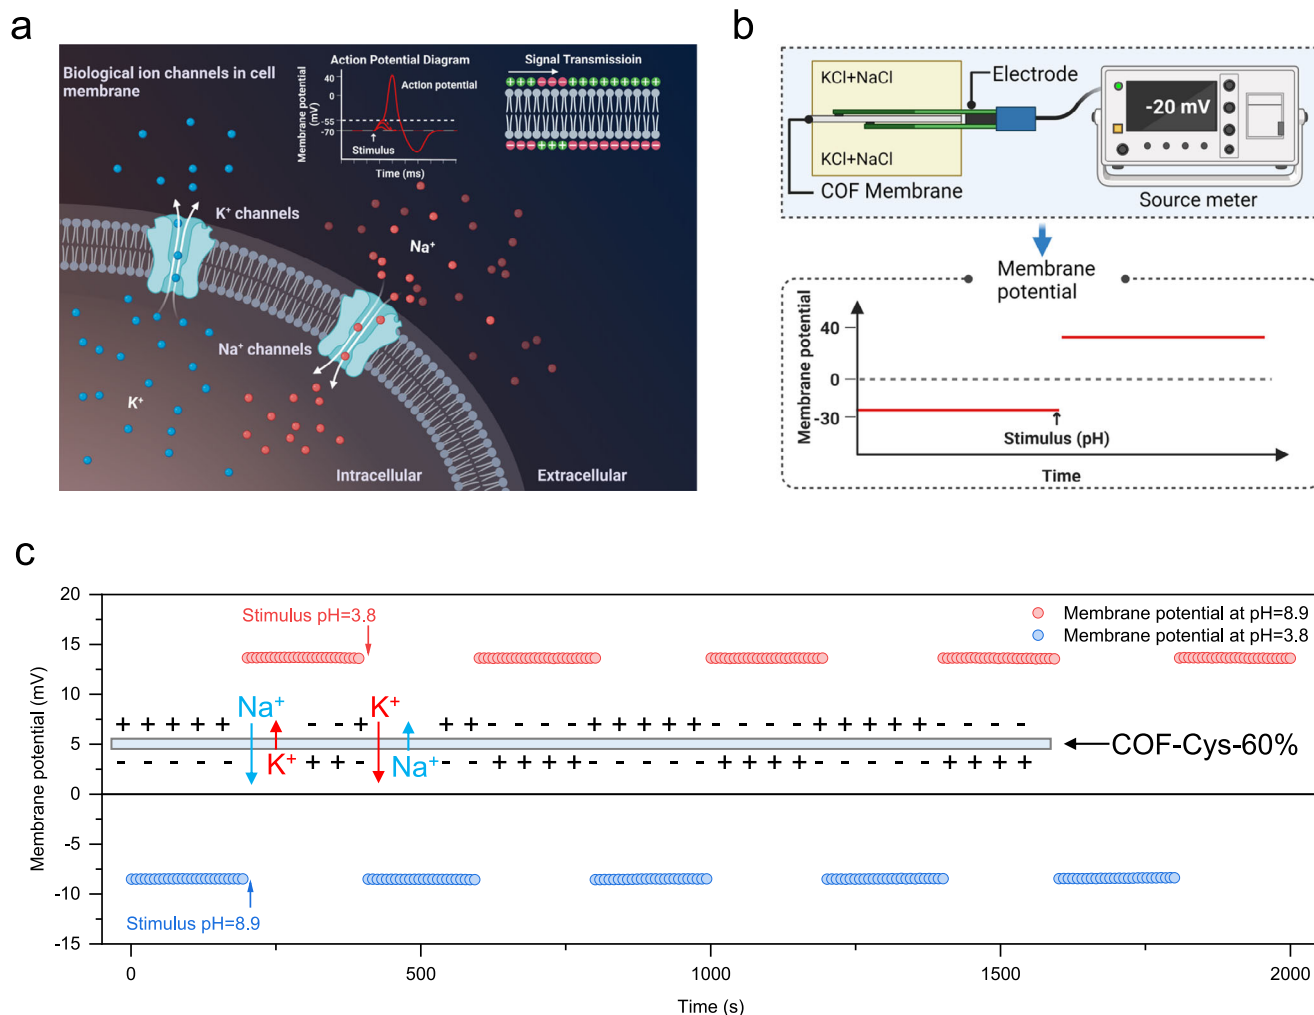 a
Biological ion channels in cell
membrane
Action Potential Diagram
Membrane potential
(mV)
40
0
-55
-70
Action potential
Stimulus
Time (ms)
Signal Transmissioin
K⁺ channels
Na⁺
Na⁺ channels
K⁺
Intracellular
Extracellular
b
KCl+NaCl
Electrode
-20 mV
KCl+NaCl
COF Membrane
Source meter
Membrane
potential
Membrane potential
40
0
-30
Stimulus (pH)
Time
c
Membrane potential (mV)
20
15
10
5
0
-5
-10
-15
Stimulus pH=3.8
Membrane potential at pH=8.9
Membrane potential at pH=3.8
Na⁺
K⁺
+ + + + + - - + + + - - - + + + + + - - - - + + + + + - - - -
K⁺
Na⁺
- - - - - + + - - + + + + - - - - - + + + + - - - - - + + + +
COF-Cys-60%
Stimulus pH=8.9
0
500
1000
1500
2000
Time (s)